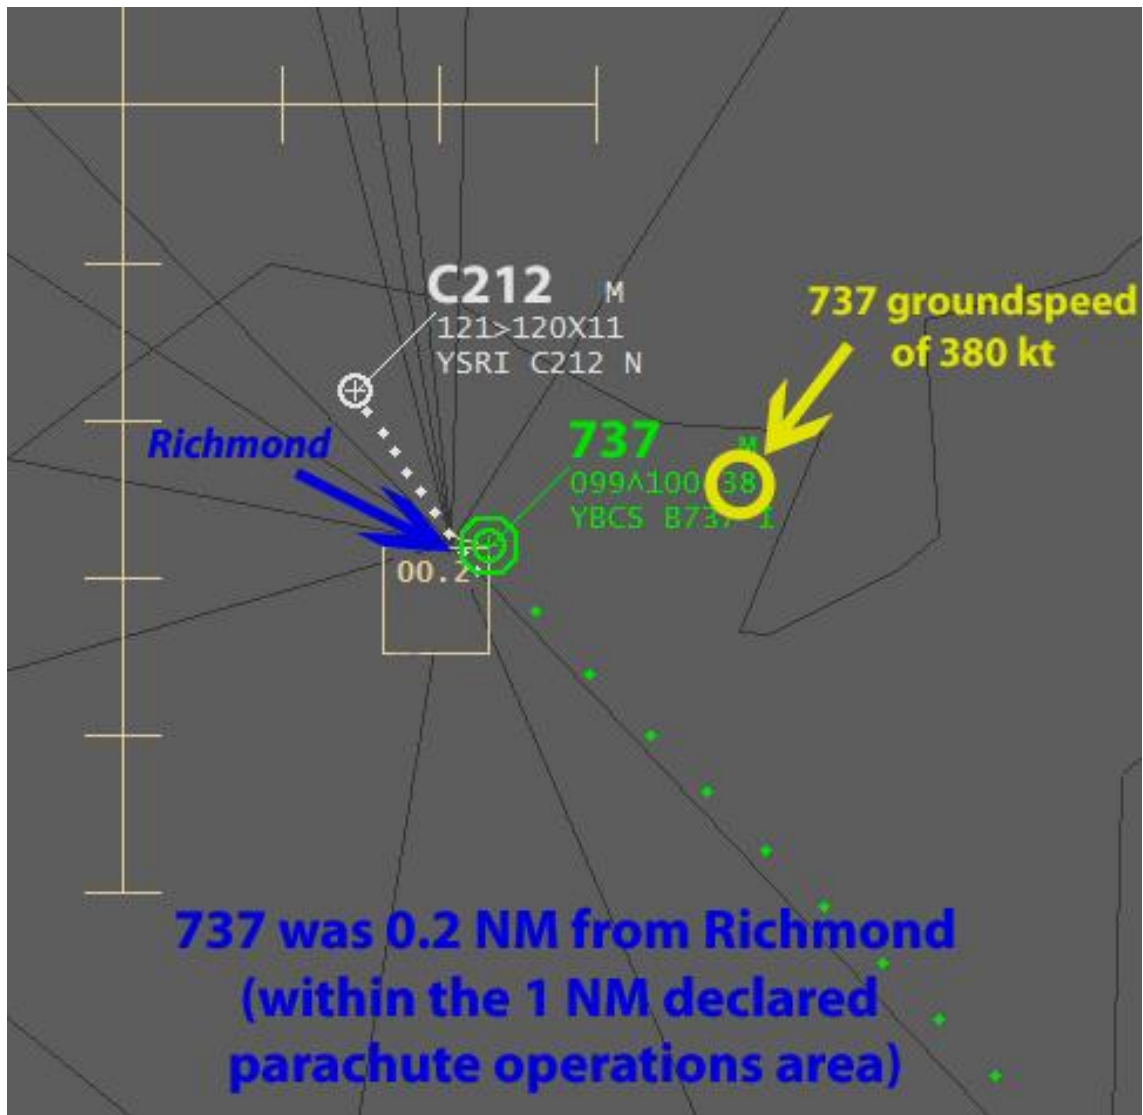 C212 M
121>120X11
YSRI C212 N
737 groundspeed
of 380 kt
Richmond
737 M
099^100 38
YBCS B737 I
00.2
737 was 0.2 NM from Richmond
(within the 1 NM declared
parachute operations area)